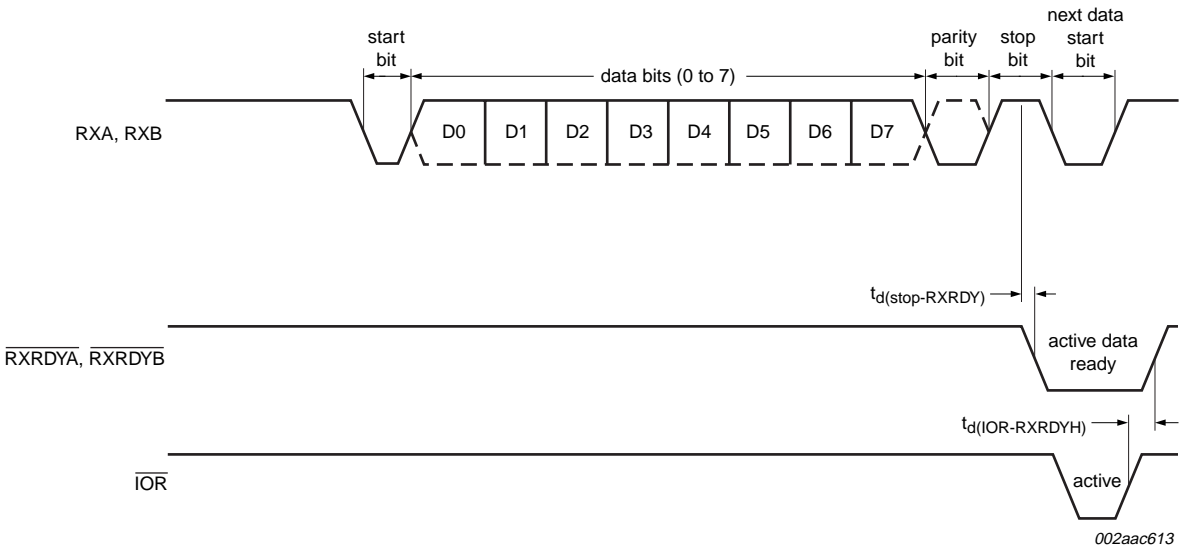 start
bit
data bits (0 to 7)
parity
bit
stop
bit
next data
start
bit
RXA, RXB
D0 D1 D2 D3 D4 D5 D6 D7
td(stop-RXRDY)
RXRDYA, RXRDYB
active data
ready
td(IOR-RXRDYH)
IOR
active
002aac613